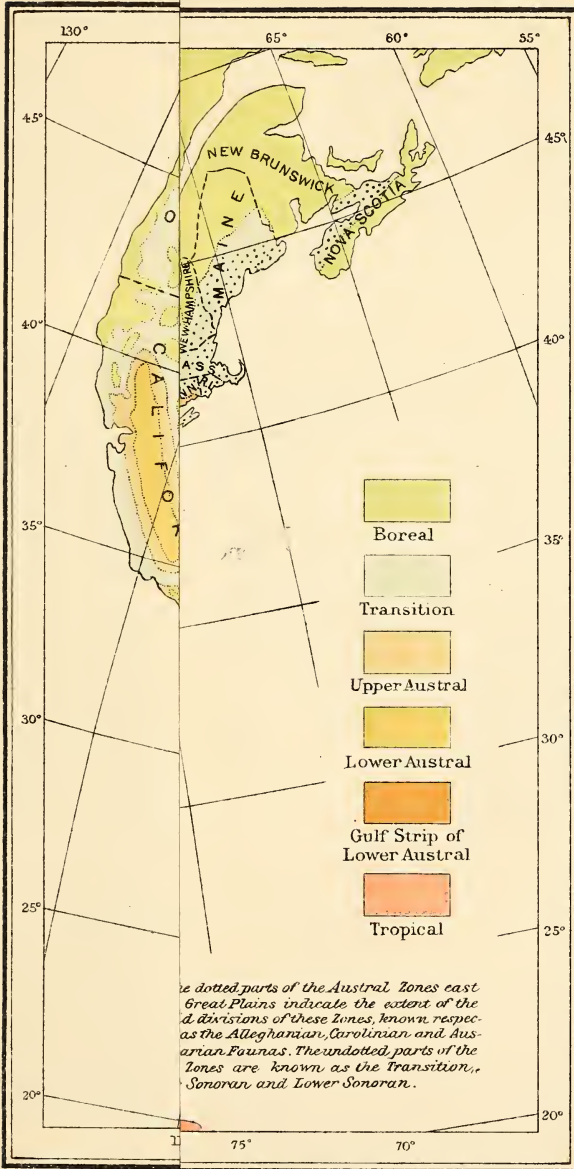 130°
65° 60° 55°
45°
45°
NEW BRUNSWICK
O
MAINE
NOVA SCOTIA
NEW HAMPSHIRE
40°
40°
CALIFO
ASS
NN
35°
35°
Boreal
Transition
Upper Austral
30°
30°
Lower Austral
Gulf Strip of
Lower Austral
25°
25°
Tropical
e dotted parts of the Austral Zones east
Great Plains indicate the extent of the
d divisions of these Zones, known respec-
as the Alleghanian, Carolinian and Aus-
arian Faunas. The undotted parts of the
Zones are known as the Transition,
Sonoran and Lower Sonoran.
20°
20°
75° 70°